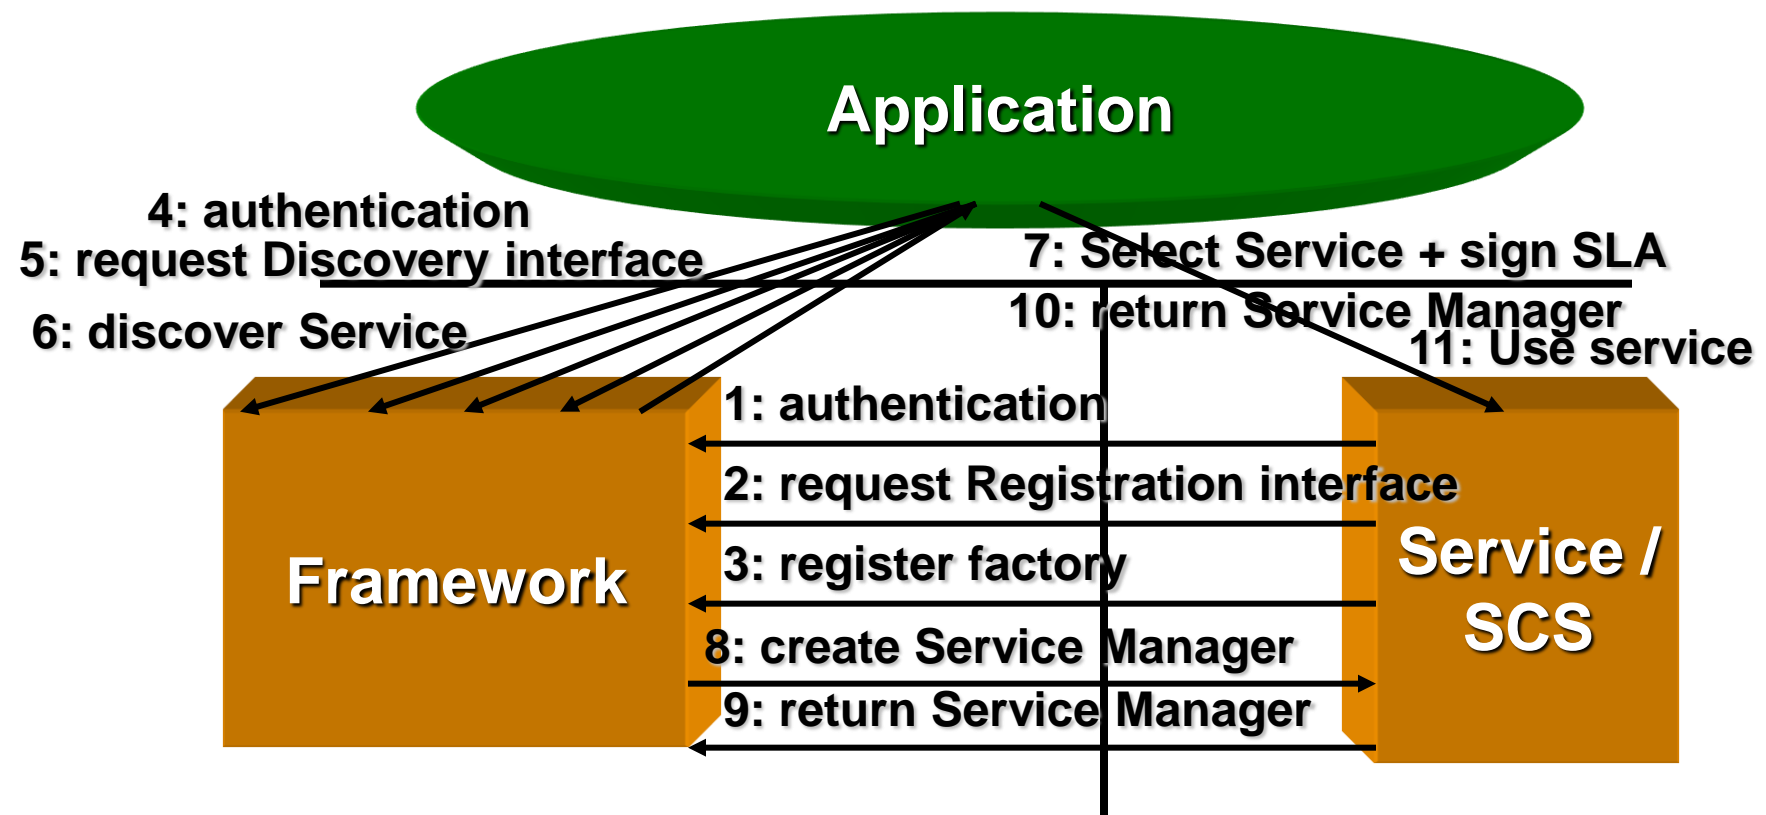 Application
4: authentication
5: request Discovery interface
7: Select Service + sign SLA
10: return Service Manager
6: discover Service
11: Use service
1: authentication
2: request Registration interface
3: register factory
Framework
Service /
SCS
8: create Service Manager
9: return Service Manager